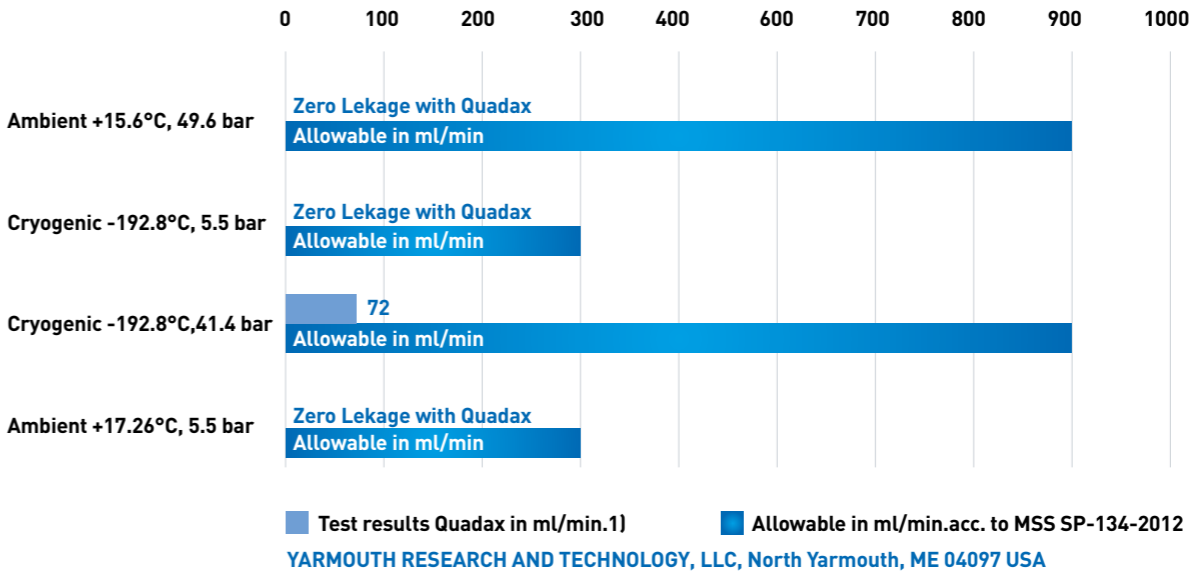 0 100 200 300 400 600 700 800 900 1000
Ambient +15.6°C, 49.6 bar
Zero Lekage with Quadax
Allowable in ml/min
Cryogenic -192.8°C, 5.5 bar
Zero Lekage with Quadax
Allowable in ml/min
72
Cryogenic -192.8°C,41.4 bar
Allowable in ml/min
Ambient +17.26°C, 5.5 bar
Zero Lekage with Quadax
Allowable in ml/min
Test results Quadax in ml/min.1) Allowable in ml/min.acc. to MSS SP-134-2012
YARMOUTH RESEARCH AND TECHNOLOGY, LLC, North Yarmouth, ME 04097 USA